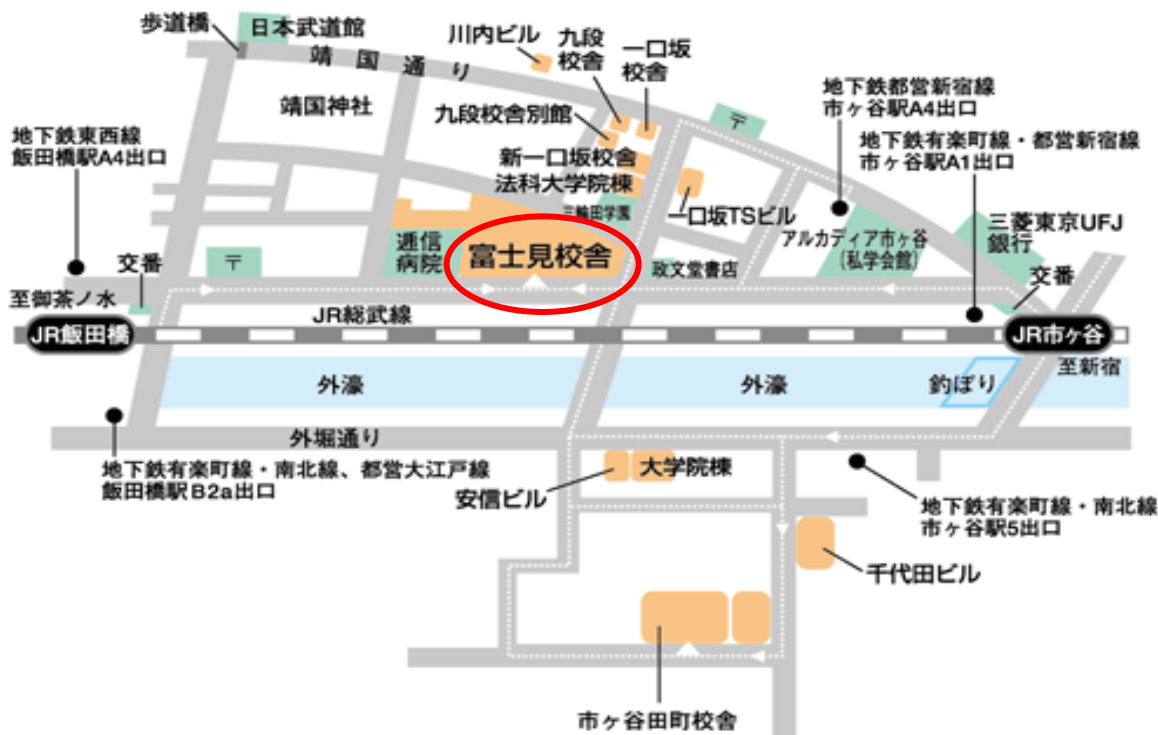 歩道橋
日本武道館
靖国通り
川内ビル
九段
校舎
一口坂
校舎
地下鉄都営新宿線
市ヶ谷駅A4出口
靖国神社
九段校舎別館
〒
地下鉄東西線
飯田橋駅A4出口
地下鉄有楽町線・都営新宿線
市ヶ谷駅A1出口
新一口坂校舎
法科大学院棟
三輪田学園
一口坂TSビル
アルカディア市ヶ谷
(私学会館)
三菱東京UFJ
銀行
逓信
病院
富士見校舎
政文堂書店
交番
〒
交番
至御茶ノ水
JR総武線
JR飯田橋
JR市ヶ谷
至新宿
外濠
外濠
釣ぼり
外堀通り
地下鉄有楽町線・南北線、都営大江戸線
飯田橋駅B2a出口
安信ビル
大学院棟
地下鉄有楽町線・南北線
市ヶ谷駅5出口
千代田ビル
市ヶ谷田町校舎